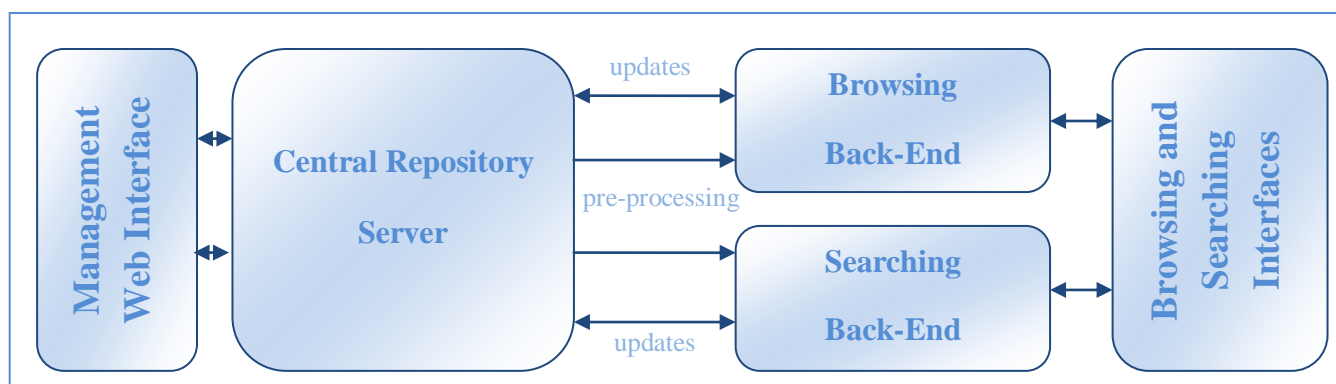 Management
Web Interface
Central Repository
Server
updates
pre-processing
updates
Browsing
Back-End
Searching
Back-End
Browsing and
Searching
Interfaces